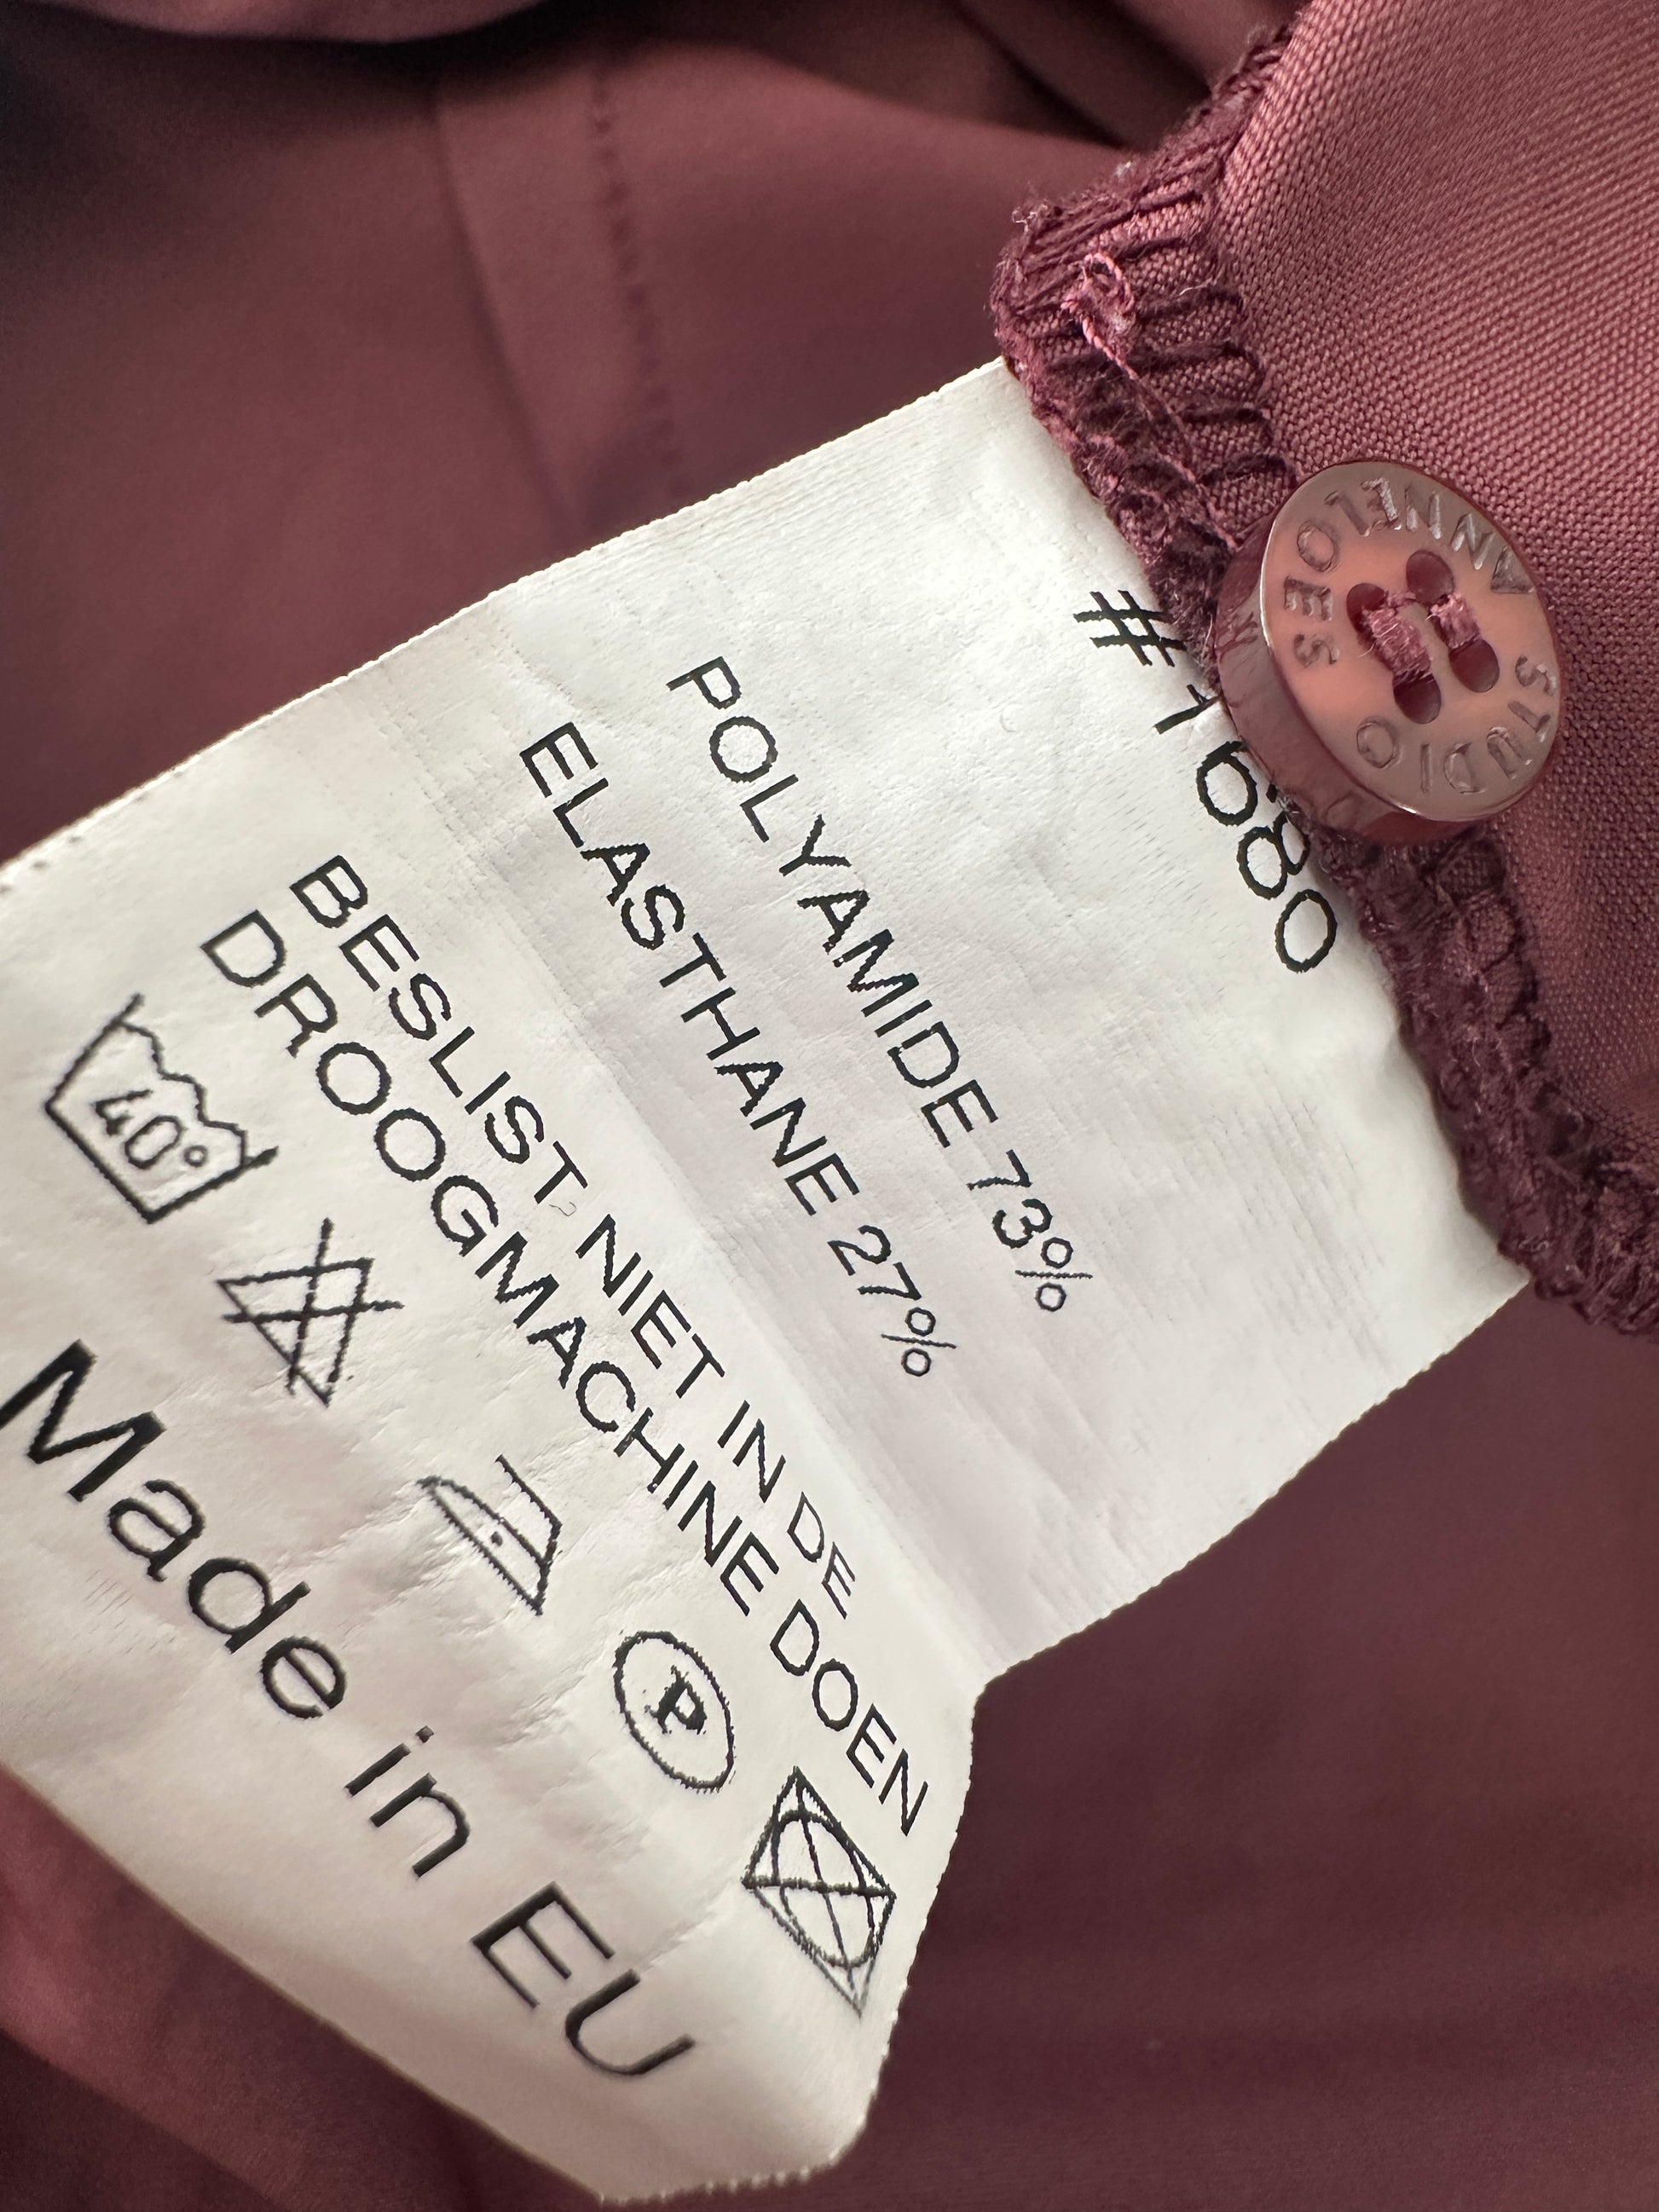 #1680
POLYAMIDE 73%
ELASTHANE 27%
BESLIST NIET IN DE
DROOGMACHINE DOEN
40°
P
Made in EU
STUDIO ANNELOES